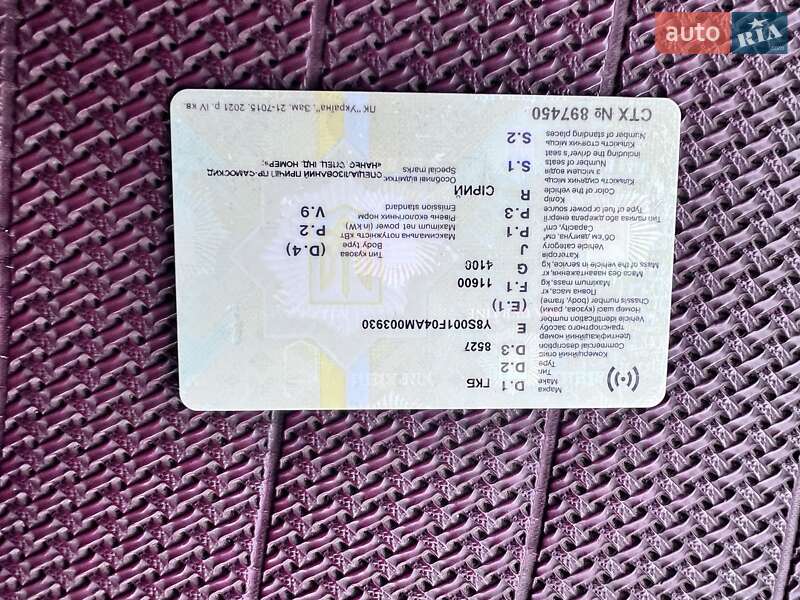 auto RIA.com
D.1 Марка
Make
ГКБ
D.2 Тип
Type
D.3 Комерційний опис
Commercial description
8527
E Ідентифікаційний номер
транспортного засобу
Vehicle identification number
Y8S001F04AM003930
(E.1) Номер шасі (кузова, рами)
Chassis number (body, frame)
F.1 Повна маса, кг
Maximum mass, kg
11600
G Маса без навантаження, кг
Mass of the vehicle in service, kg
4100
J Категорія
Vehicle category
P.1 Об'єм двигуна, см³
Capacity, cm³
P.3 Тип палива або джерело енергії
Type of fuel or power source
R Колір
Color of the vehicle
СІРИЙ
S.1 Кількість сидячих місць
з місцем водія
Number of seats
including the driver's seat
S.2 Кількість стоячих місць
Number of standing places
(D.4) Тип кузова
Body type
P.2 Максимальна потужність кВт
Maximum net power (in kW)
V.9 Рівень екологічних норм
Emission standard
Особливі відмітки:
Special marks
СПЕЦІАЛІЗОВАНИЙ ПРИЧІП ПР-САМОСКИД
«НАНЕС. СПЕЦ. ІНД. НОМЕР»;
СТХ № 897450
ПК "Україна". Зам. 21-7015. 2021 р. IV кв.